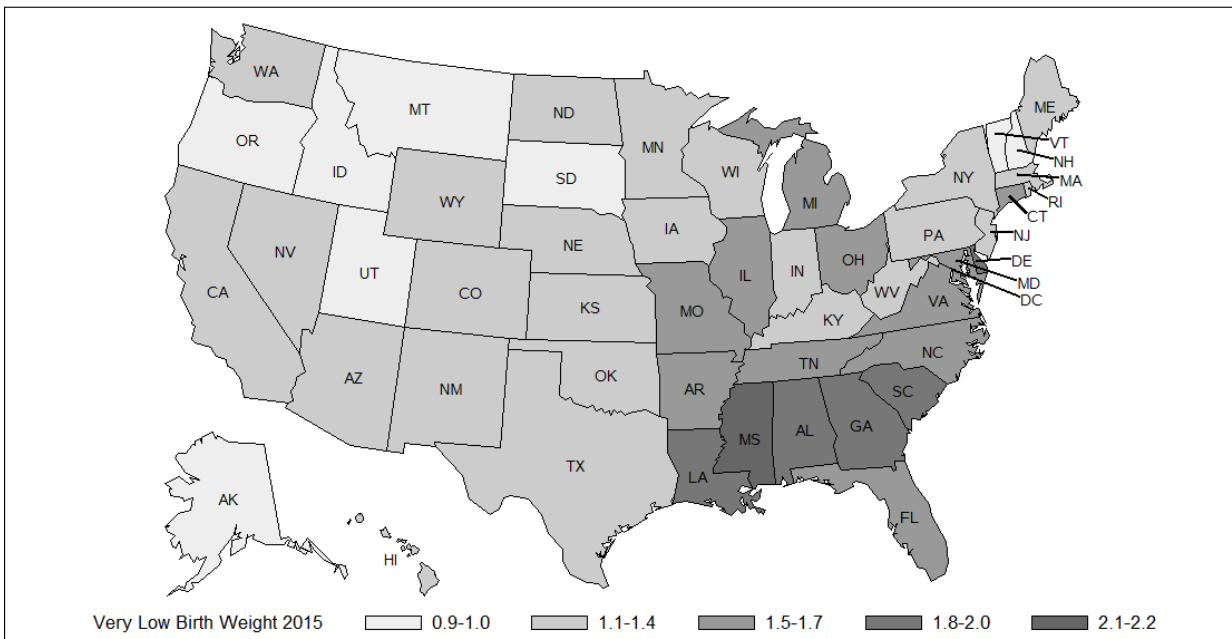 WA
MT
ND
ME
OR
MN
VT
ID
NH
SD
WI
NY
MA
WY
MI
RI
CT
IA
PA
NJ
NE
NV
OH
DE
UT
IN
IL
MD
CA
CO
WV
DC
VA
KS
MO
KY
NC
TN
AZ
OK
NM
AR
SC
MS
AL
GA
TX
LA
AK
FL
HI
Very Low Birth Weight 2015 0.9-1.0 1.1-1.4 1.5-1.7 1.8-2.0 2.1-2.2